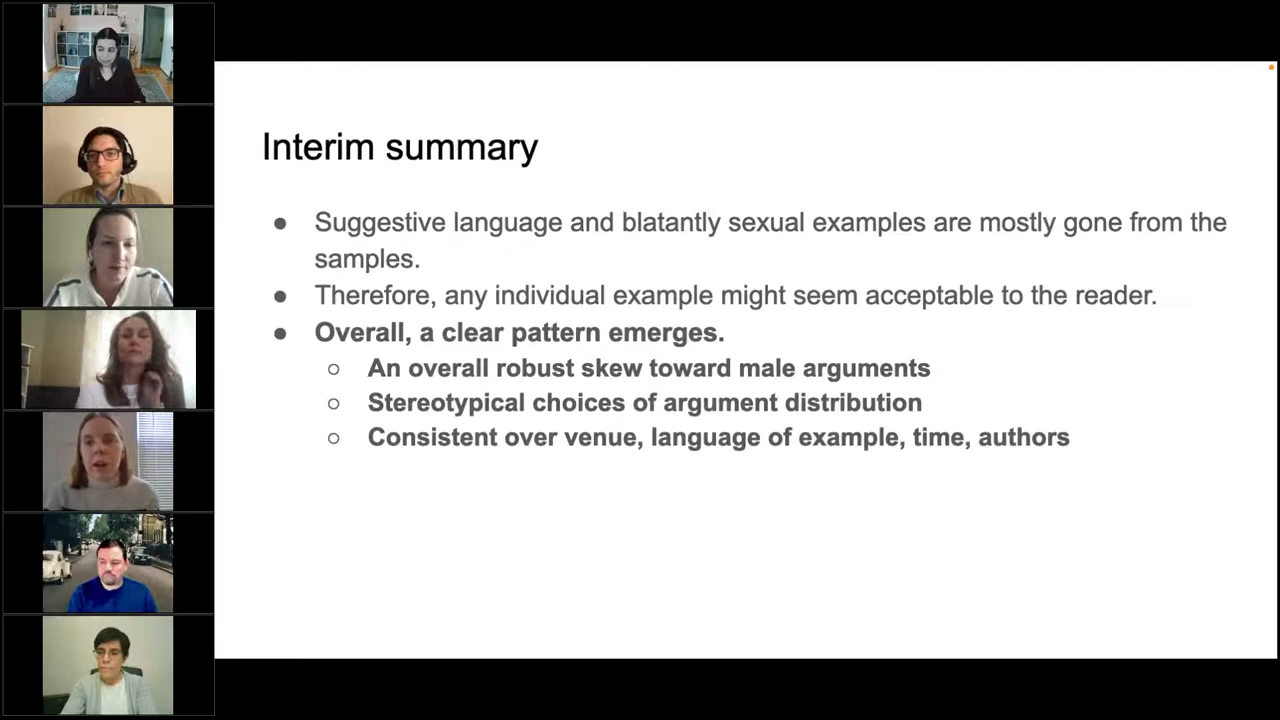 Interim summary
● Suggestive language and blatantly sexual examples are mostly gone from the
samples.
● Therefore, any individual example might seem acceptable to the reader.
● Overall, a clear pattern emerges.
○ An overall robust skew toward male arguments
○ Stereotypical choices of argument distribution
○ Consistent over venue, language of example, time, authors